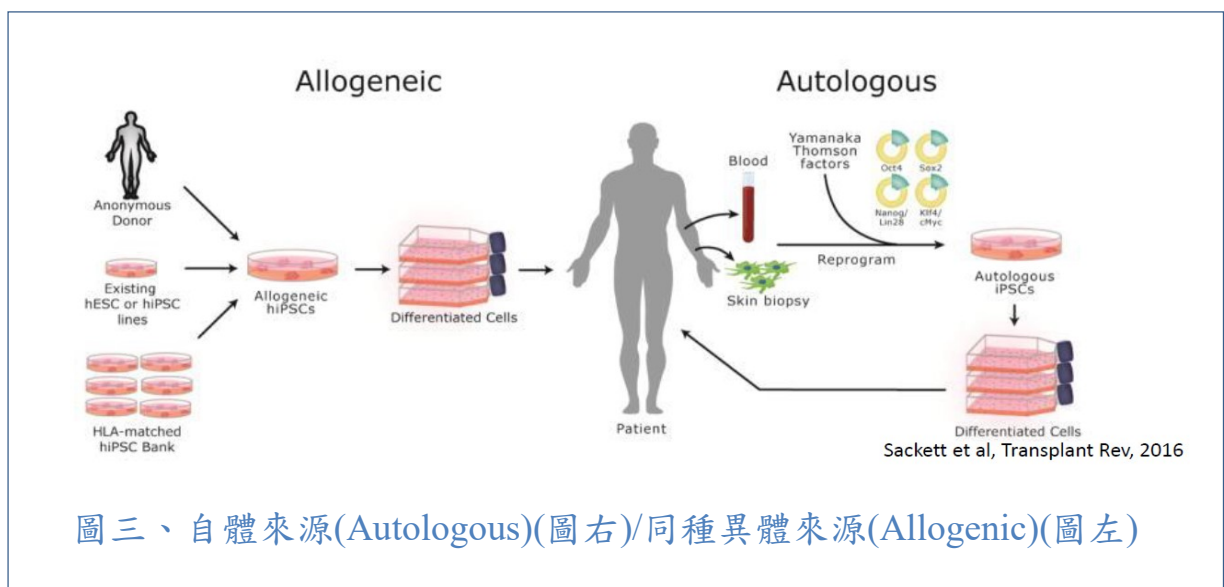 Allogeneic
Autologous
Anonymous
Donor
Existing
hESC or hiPSC
lines
HLA-matched
hiPSC Bank
Allogeneic
hiPSCs
Differentiated Cells
Patient
Blood
Skin biopsy
Yamanaka
Thomson
factors
Oct4
Sox2
Nanog/
Lin28
Klf4/
cMyc
Reprogram
Autologous
iPSCs
Differentiated Cells
Sackett et al, Transplant Rev, 2016
圖三、自體來源(Autologous)(圖右)/同種異體來源(Allogenic)(圖左)